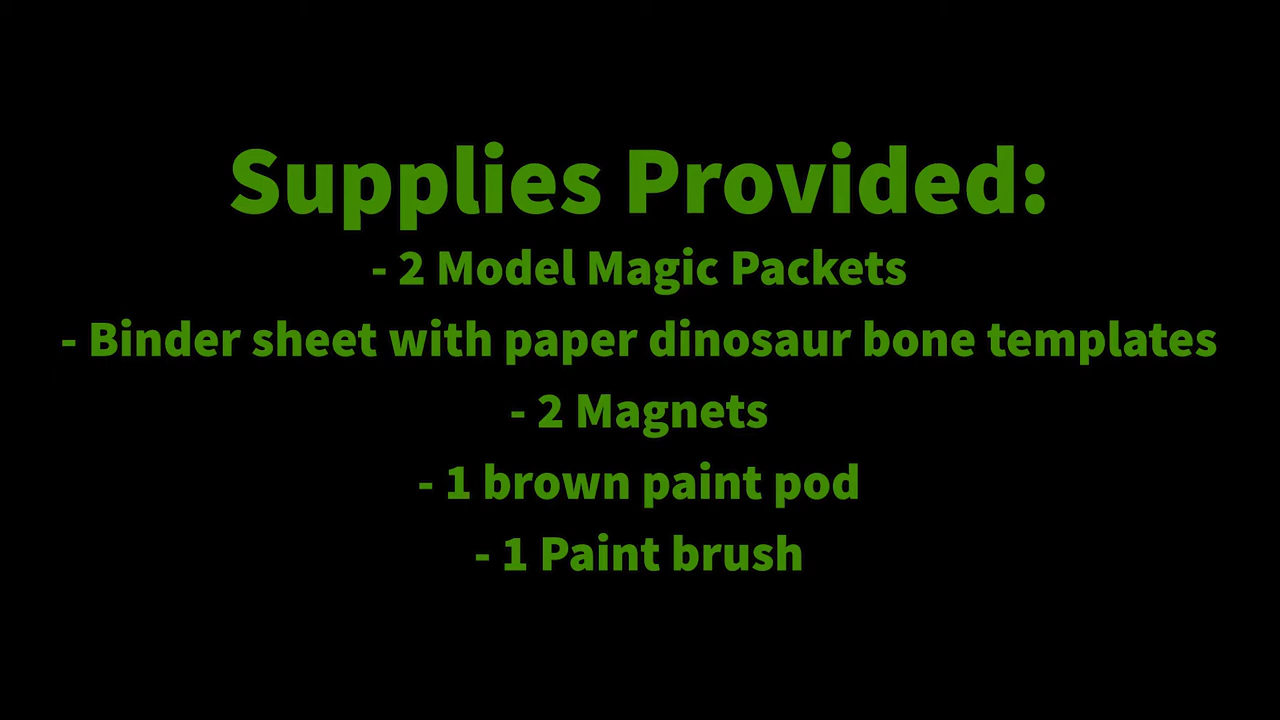 Supplies Provided:
- 2 Model Magic Packets
- Binder sheet with paper dinosaur bone templates
- 2 Magnets
- 1 brown paint pod
- 1 Paint brush